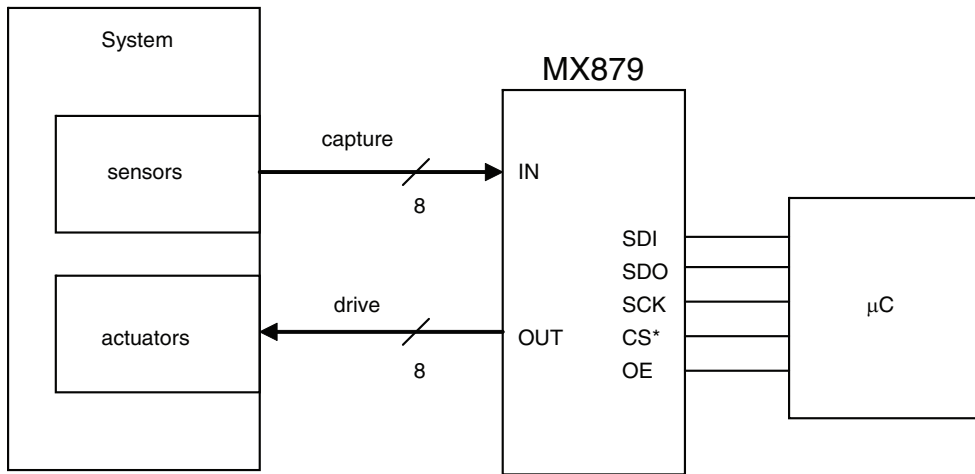 System
MX879
sensors
capture
8
IN
actuators
drive
8
OUT
SDI
SDO
SCK
CS*
OE
μC